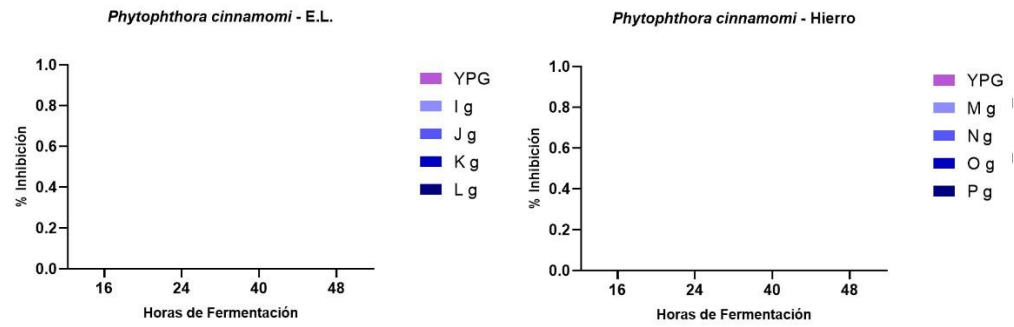 Phytophthora cinnamomi - E.L.
% Inhibición
1.0
0.8
0.6
0.4
0.2
0.0
16 24 40 48
Horas de Fermentación
YPG
I g
J g
K g
L g
Phytophthora cinnamomi - Hierro
% Inhibición
1.0
0.8
0.6
0.4
0.2
0.0
16 24 40 48
Horas de Fermentación
YPG
M g
N g
O g
P g